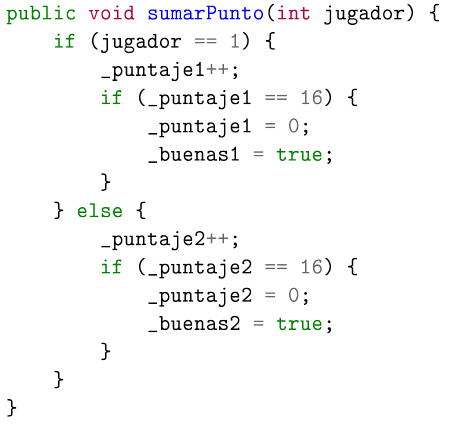 public void sumarPunto(int jugador) {
    if (jugador == 1) {
        _puntaje1++;
        if (_puntaje1 == 16) {
            _puntaje1 = 0;
            _buenas1 = true;
        }
    } else {
        _puntaje2++;
        if (_puntaje2 == 16) {
            _puntaje2 = 0;
            _buenas2 = true;
        }
    }
}